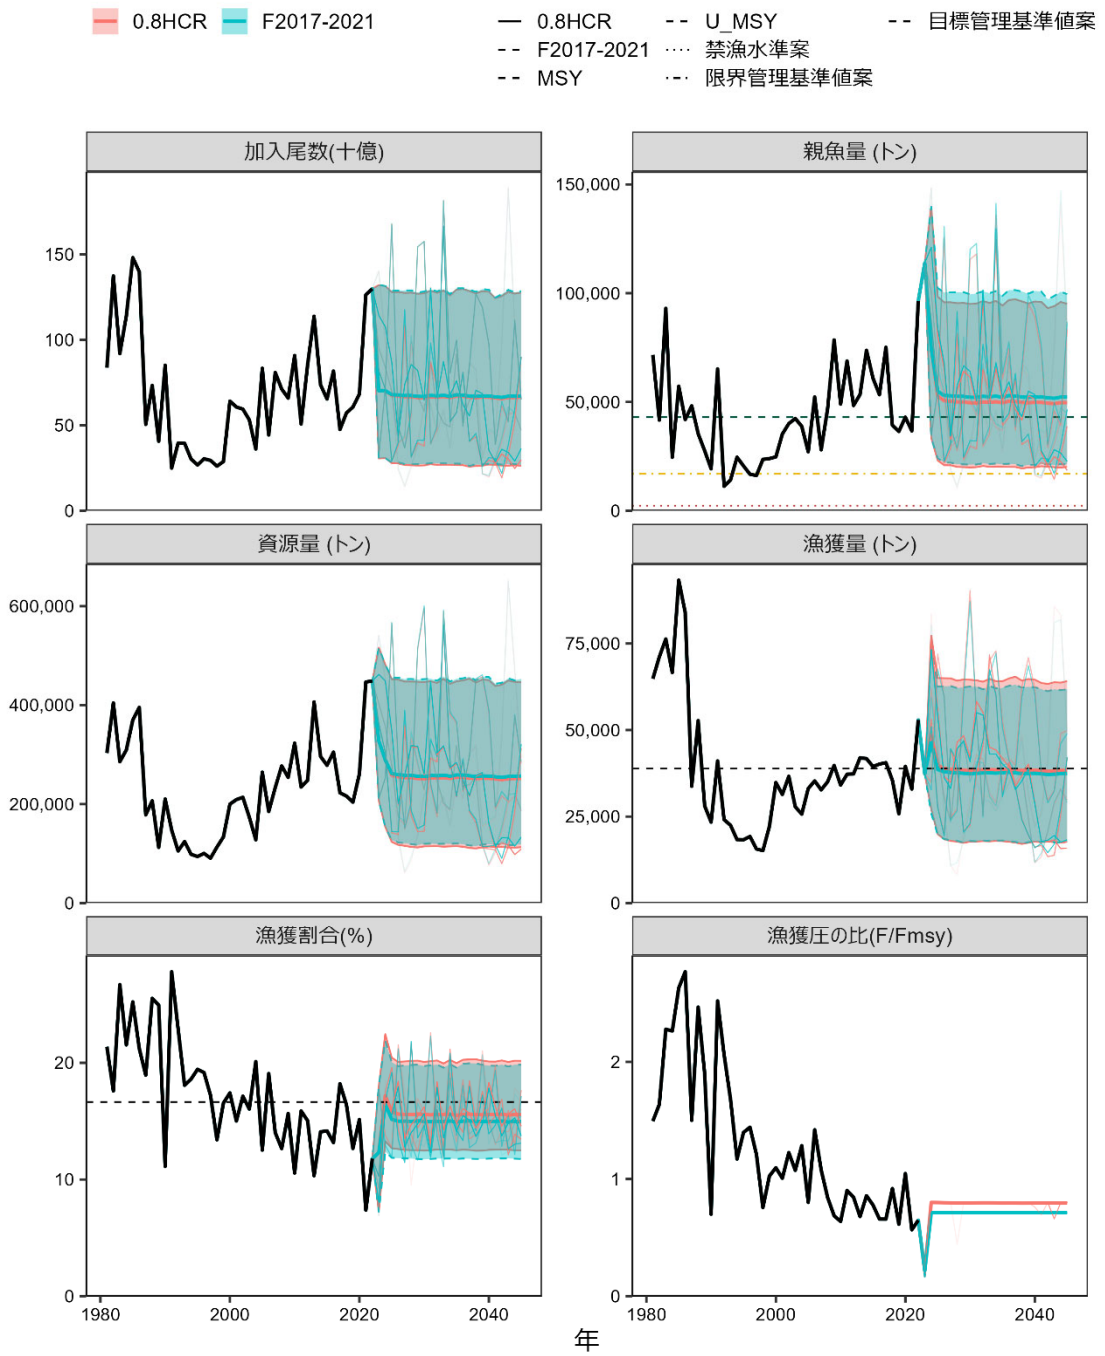 0.8HCR F2017-2021 0.8HCR U_MSY 目標管理基準値案
F2017-2021 禁漁水準案
MSY 限界管理基準値案
加入尾数(十億) 親魚量 (トン)
150,000
150
100,000
100
50,000
50
0 0
資源量 (トン) 漁獲量 (トン)
600,000
75,000
400,000
50,000
200,000
25,000
0 0
漁獲割合(%) 漁獲圧の比(F/Fmsy)
20 2
10 1
0 0
1980 2000 2020 2040 1980 2000 2020 2040
年